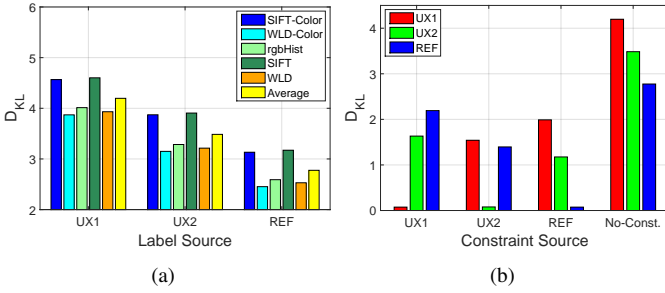 6
5
4
3
2
D_KL
UX1
UX2
REF
Label Source
SIFT-Color
WLD-Color
rgbHist
SIFT
WLD
Average
(a)
5
4
3
2
1
0
D_KL
UX1
UX2
REF
No-Const.
Constraint Source
UX1
UX2
REF
(b)